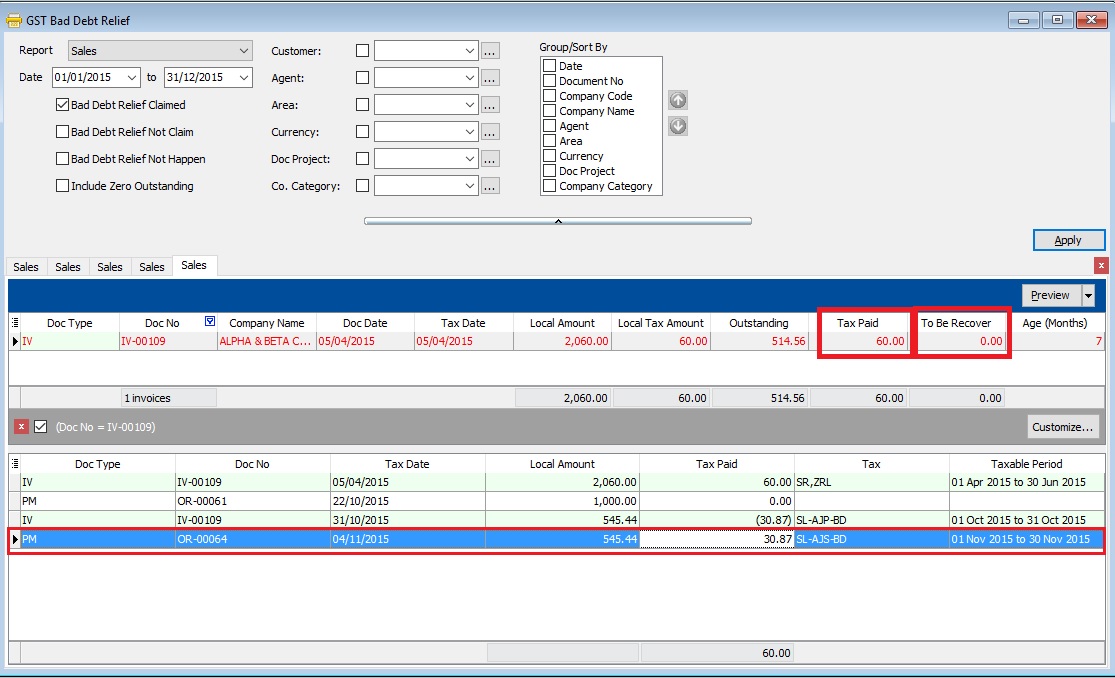 GST Bad Debt Relief
Report Sales Customer: ... Group/Sort By
Date 01/01/2015 to 31/12/2015 Agent: ... Date
Document No
Bad Debt Relief Claimed Area: ... Company Code
Company Name
Bad Debt Relief Not Claim Currency: ... Agent
Area
Bad Debt Relief Not Happen Doc Project: ... Currency
Doc Project
Include Zero Outstanding Co. Category: ... Company Category
Apply
Sales Sales Sales Sales Sales x
Preview
Doc Type Doc No Company Name Doc Date Tax Date Local Amount Local Tax Amount Outstanding Tax Paid To Be Recover Age (Months)
IV IV-00109 ALPHA & BETA C... 05/04/2015 05/04/2015 2,060.00 60.00 514.56 60.00 0.00 7
1 invoices 2,060.00 60.00 514.56 60.00 0.00
x (Doc No = IV-00109) Customize...
Doc Type Doc No Tax Date Local Amount Tax Paid Tax Taxable Period
IV IV-00109 05/04/2015 2,060.00 60.00 SR,ZRL 01 Apr 2015 to 30 Jun 2015
PM OR-00061 22/10/2015 1,000.00 0.00
IV IV-00109 31/10/2015 545.44 (30.87) SL-AJP-BD 01 Oct 2015 to 31 Oct 2015
PM OR-00064 04/11/2015 545.44 30.87 SL-AJS-BD 01 Nov 2015 to 30 Nov 2015
60.00